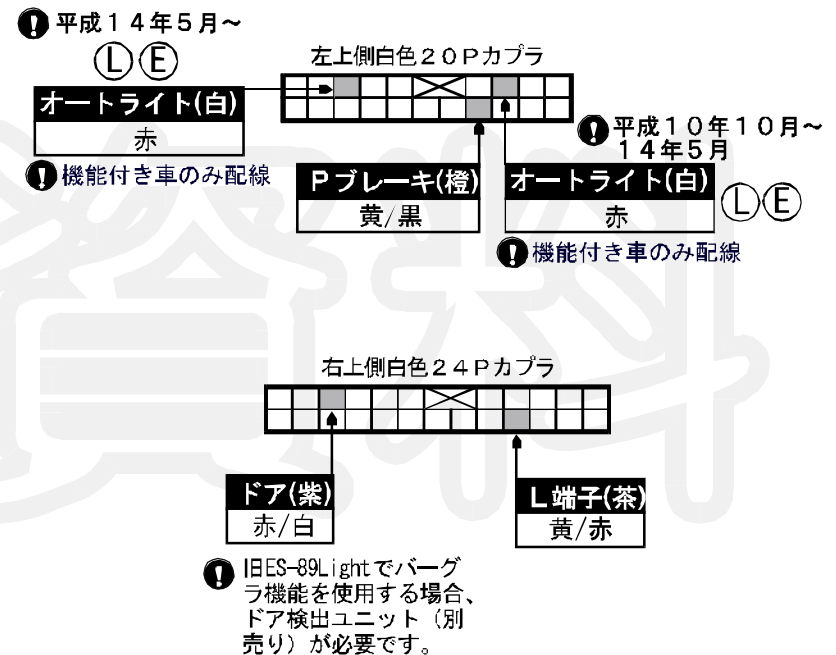 ! 平成14年5月～
Ⓛ Ⓔ
オートライト(白)
赤
! 機能付き車のみ配線
左上側白色20Pカプラ
Pブレーキ(橙)
黄/黒
! 平成10年10月～
14年5月
オートライト(白)
赤
Ⓛ Ⓔ
! 機能付き車のみ配線
右上側白色24Pカプラ
ドア(紫)
赤/白
L端子(茶)
黄/赤
! 旧ES-89Lightでバーグ
ラ機能を使用する場合、
ドア検出ユニット（別
売り）が必要です。
資料